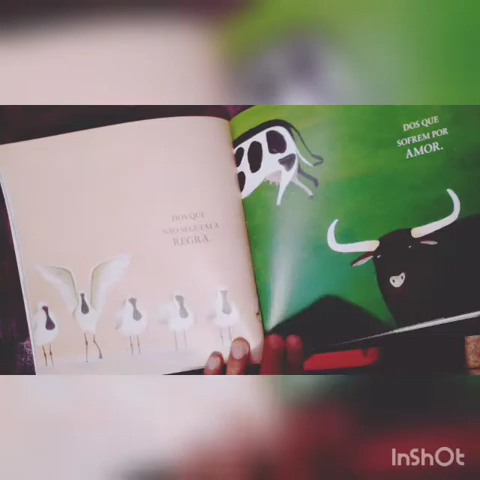 DOS QUE
NÃO SEGUEM A
REGRA.
DOS QUE
SOFREM POR
AMOR.
InShOt